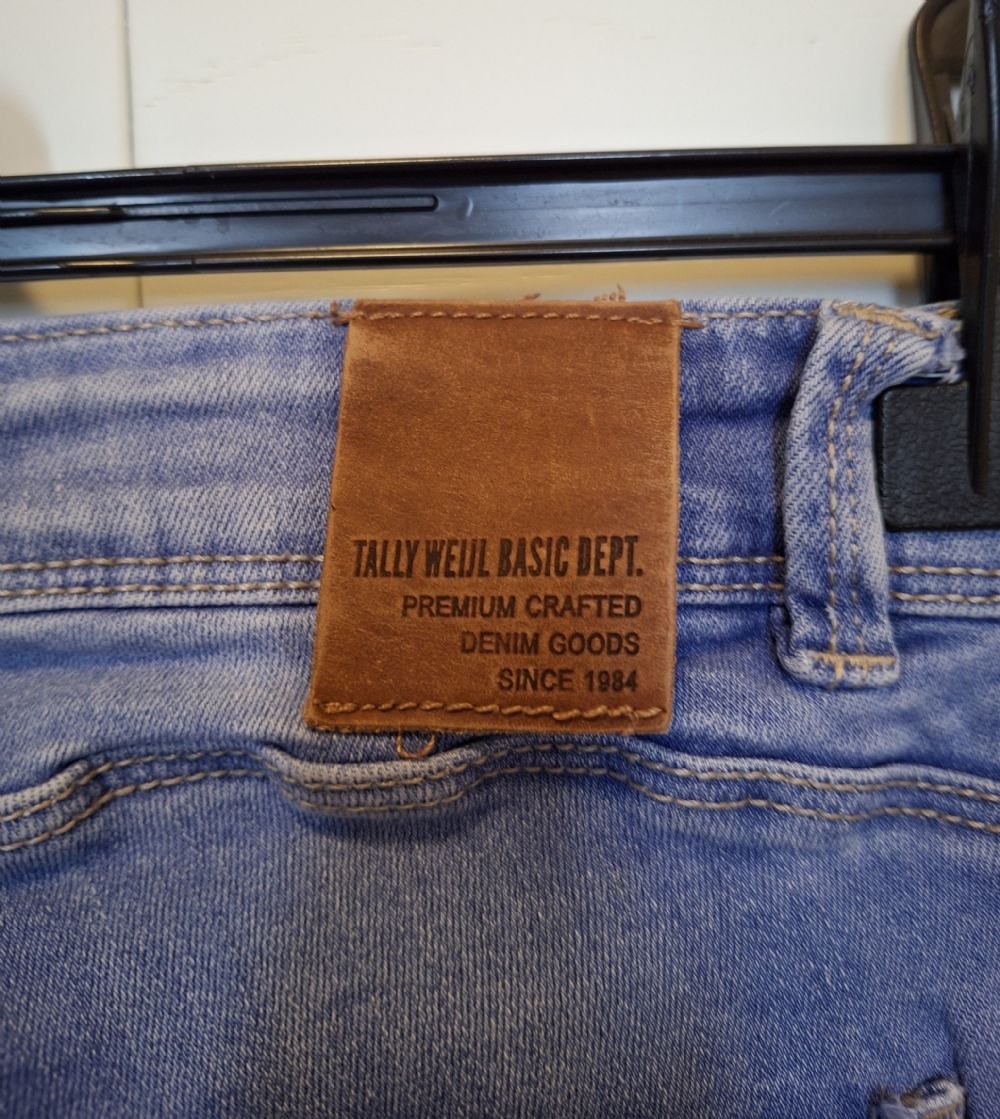 TALLY WEIJL BASIC DEPT.
PREMIUM CRAFTED
DENIM GOODS
SINCE 1984